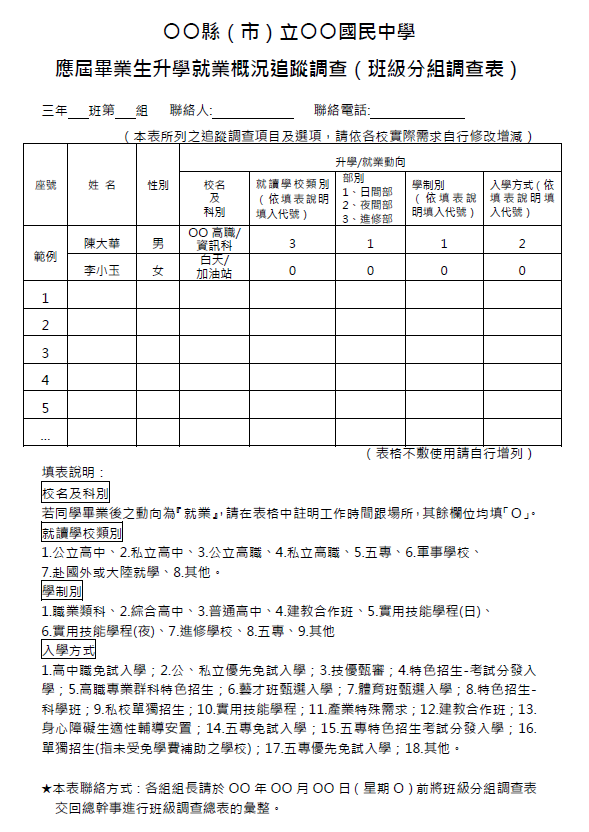 〇〇縣（市）立〇〇國民中學
應屆畢業生升學就業概況追蹤調查（班級分組調查表）
三年__班第__組　聯絡人:__________　聯絡電話:__________
（本表所列之追蹤調查項目及選項，請依各校實際需求自行修改增減）
座號　姓 名　性別　升學/就業動向
校名
及
科別
就讀學校類別
（依填表說明
填入代號）
部別
1、日間部
2、夜間部
3、進修部
學制別
（依填表說
明填入代號）
入學方式（依
填表說明填
入代號）
範例
陳大華　男　OO 高職/　3　1　1　2
資訊科
李小玉　女　白天/　0　0　0　0
加油站
1
2
3
4
5
…
（表格不敷使用請自行增列）
填表說明：
校名及科別
若同學畢業後之動向為『就業』，請在表格中註明工作時間跟場所，其餘欄位均填「O」。
就讀學校類別
1.公立高中、2.私立高中、3.公立高職、4.私立高職、5.五專、6.軍事學校、
7.赴國外或大陸就學、8.其他。
學制別
1.職業類科、2.綜合高中、3.普通高中、4.建教合作班、5.實用技能學程(日)、
6.實用技能學程(夜)、7.進修學校、8.五專、9.其他
入學方式
1.高中職免試入學；2.公、私立優先免試入學；3.技優甄審；4.特色招生-考試分發入
學；5.高職專業群科特色招生；6.藝才班甄選入學；7.體育班甄選入學；8.特色招生-
科學班；9.私校單獨招生；10.實用技能學程；11.產業特殊需求；12.建教合作班；13.
身心障礙生適性輔導安置；14.五專免試入學；15.五專特色招生考試分發入學；16.
單獨招生(指未受免學費補助之學校)；17.五專優先免試入學；18.其他。
★本表聯絡方式：各組組長請於 OO 年 OO 月 OO 日（星期 O）前將班級分組調查表
交回總幹事進行班級調查總表的彙整。